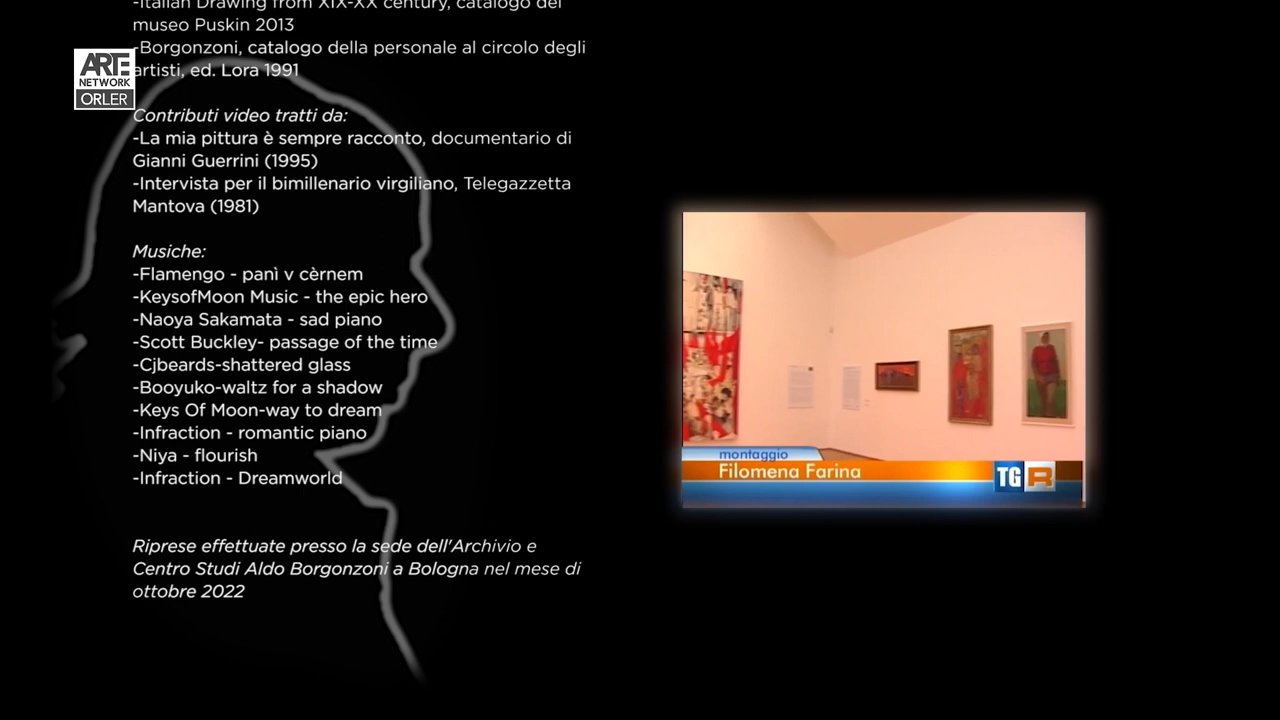 -Italian Drawing from XIX-XX century, catalogo del
museo Puskin 2013
-Borgonzoni, catalogo della personale al circolo degli
artisti, ed. Lora 1991
ARTE
NETWORK
ORLER
Contributi video tratti da:
-La mia pittura è sempre racconto, documentario di
Gianni Guerrini (1995)
-Intervista per il bimillenario virgiliano, Telegazzetta
Mantova (1981)
Musiche:
-Flamengo - panì v cèrnem
-KeysofMoon Music - the epic hero
-Naoya Sakamata - sad piano
-Scott Buckley- passage of the time
-Cjbeards-shattered glass
-Booyuko-waltz for a shadow
-Keys Of Moon-way to dream
-Infraction - romantic piano
-Niya - flourish
-Infraction - Dreamworld
Riprese effettuate presso la sede dell'Archivio e
Centro Studi Aldo Borgonzoni a Bologna nel mese di
ottobre 2022
montaggio
Filomena Farina
TGR